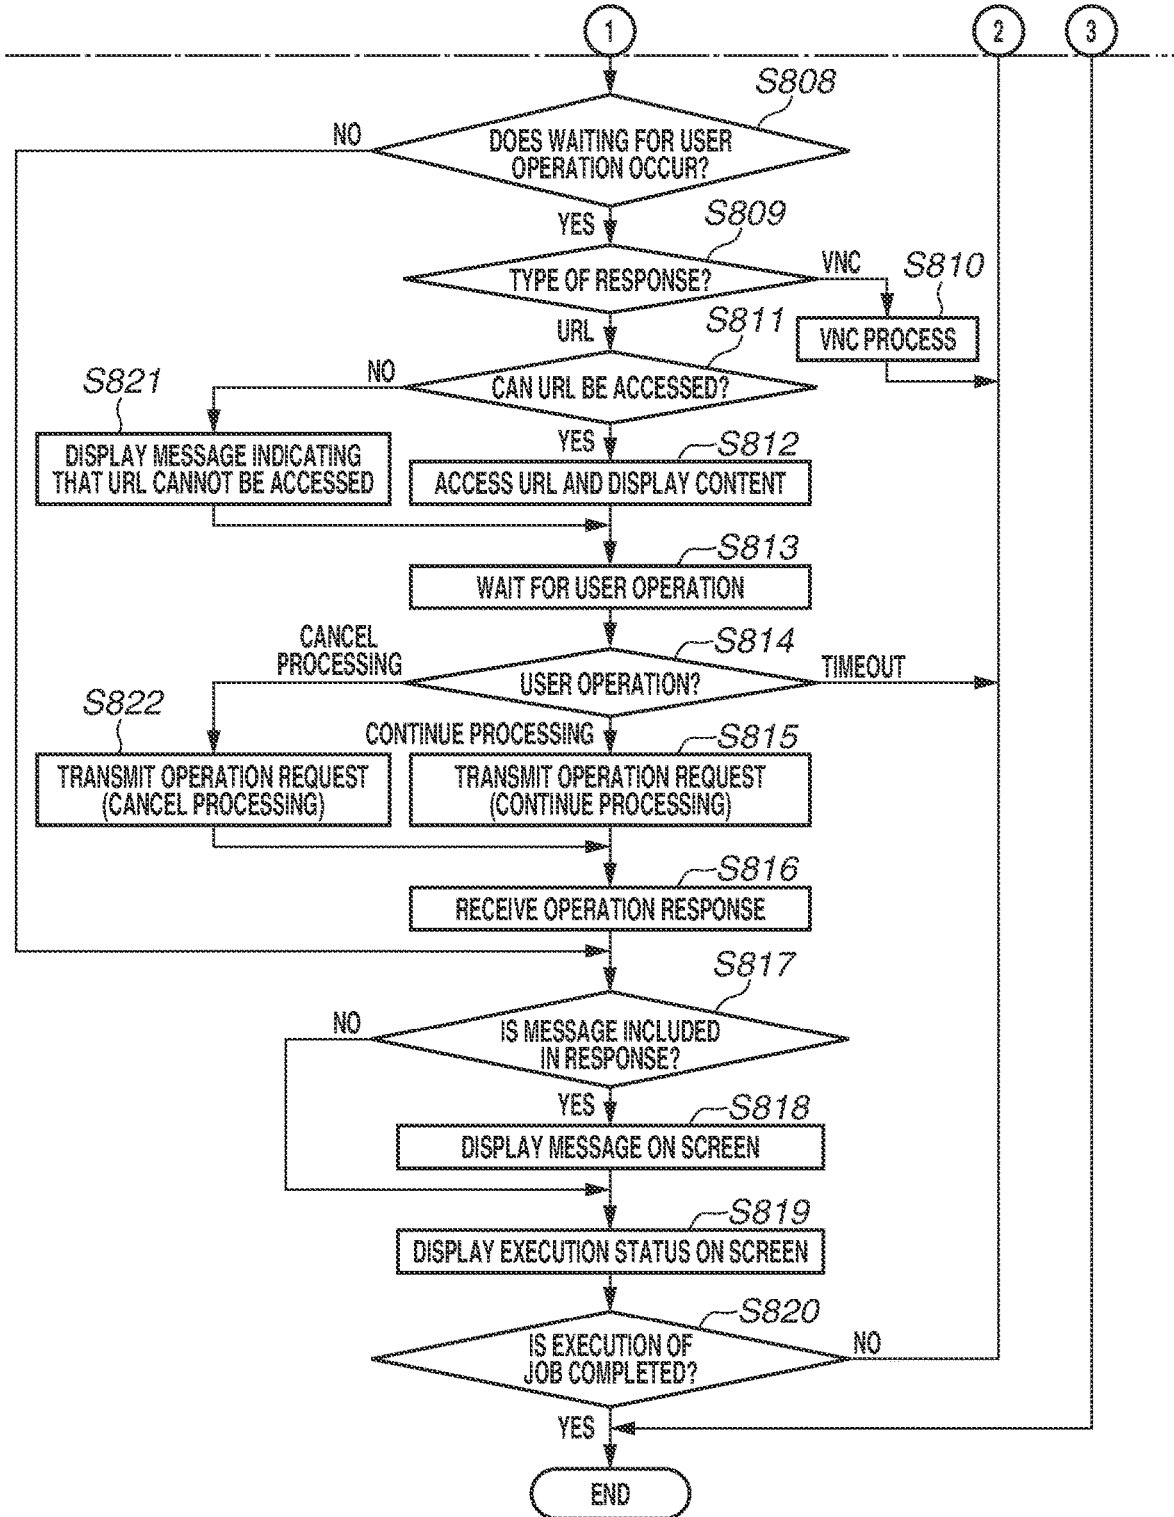 1
2
3
S808
NO
DOES WAITING FOR USER
OPERATION OCCUR?
YES
S809
TYPE OF RESPONSE?
VNC
S810
VNC PROCESS
URL
S811
NO
CAN URL BE ACCESSED?
S821
YES
S812
DISPLAY MESSAGE INDICATING
THAT URL CANNOT BE ACCESSED
ACCESS URL AND DISPLAY CONTENT
S813
WAIT FOR USER OPERATION
CANCEL
PROCESSING
S814
USER OPERATION?
TIMEOUT
S822
CONTINUE PROCESSING
S815
TRANSMIT OPERATION REQUEST
(CANCEL PROCESSING)
TRANSMIT OPERATION REQUEST
(CONTINUE PROCESSING)
S816
RECEIVE OPERATION RESPONSE
S817
NO
IS MESSAGE INCLUDED
IN RESPONSE?
YES
S818
DISPLAY MESSAGE ON SCREEN
S819
DISPLAY EXECUTION STATUS ON SCREEN
S820
IS EXECUTION OF
JOB COMPLETED?
NO
YES
END